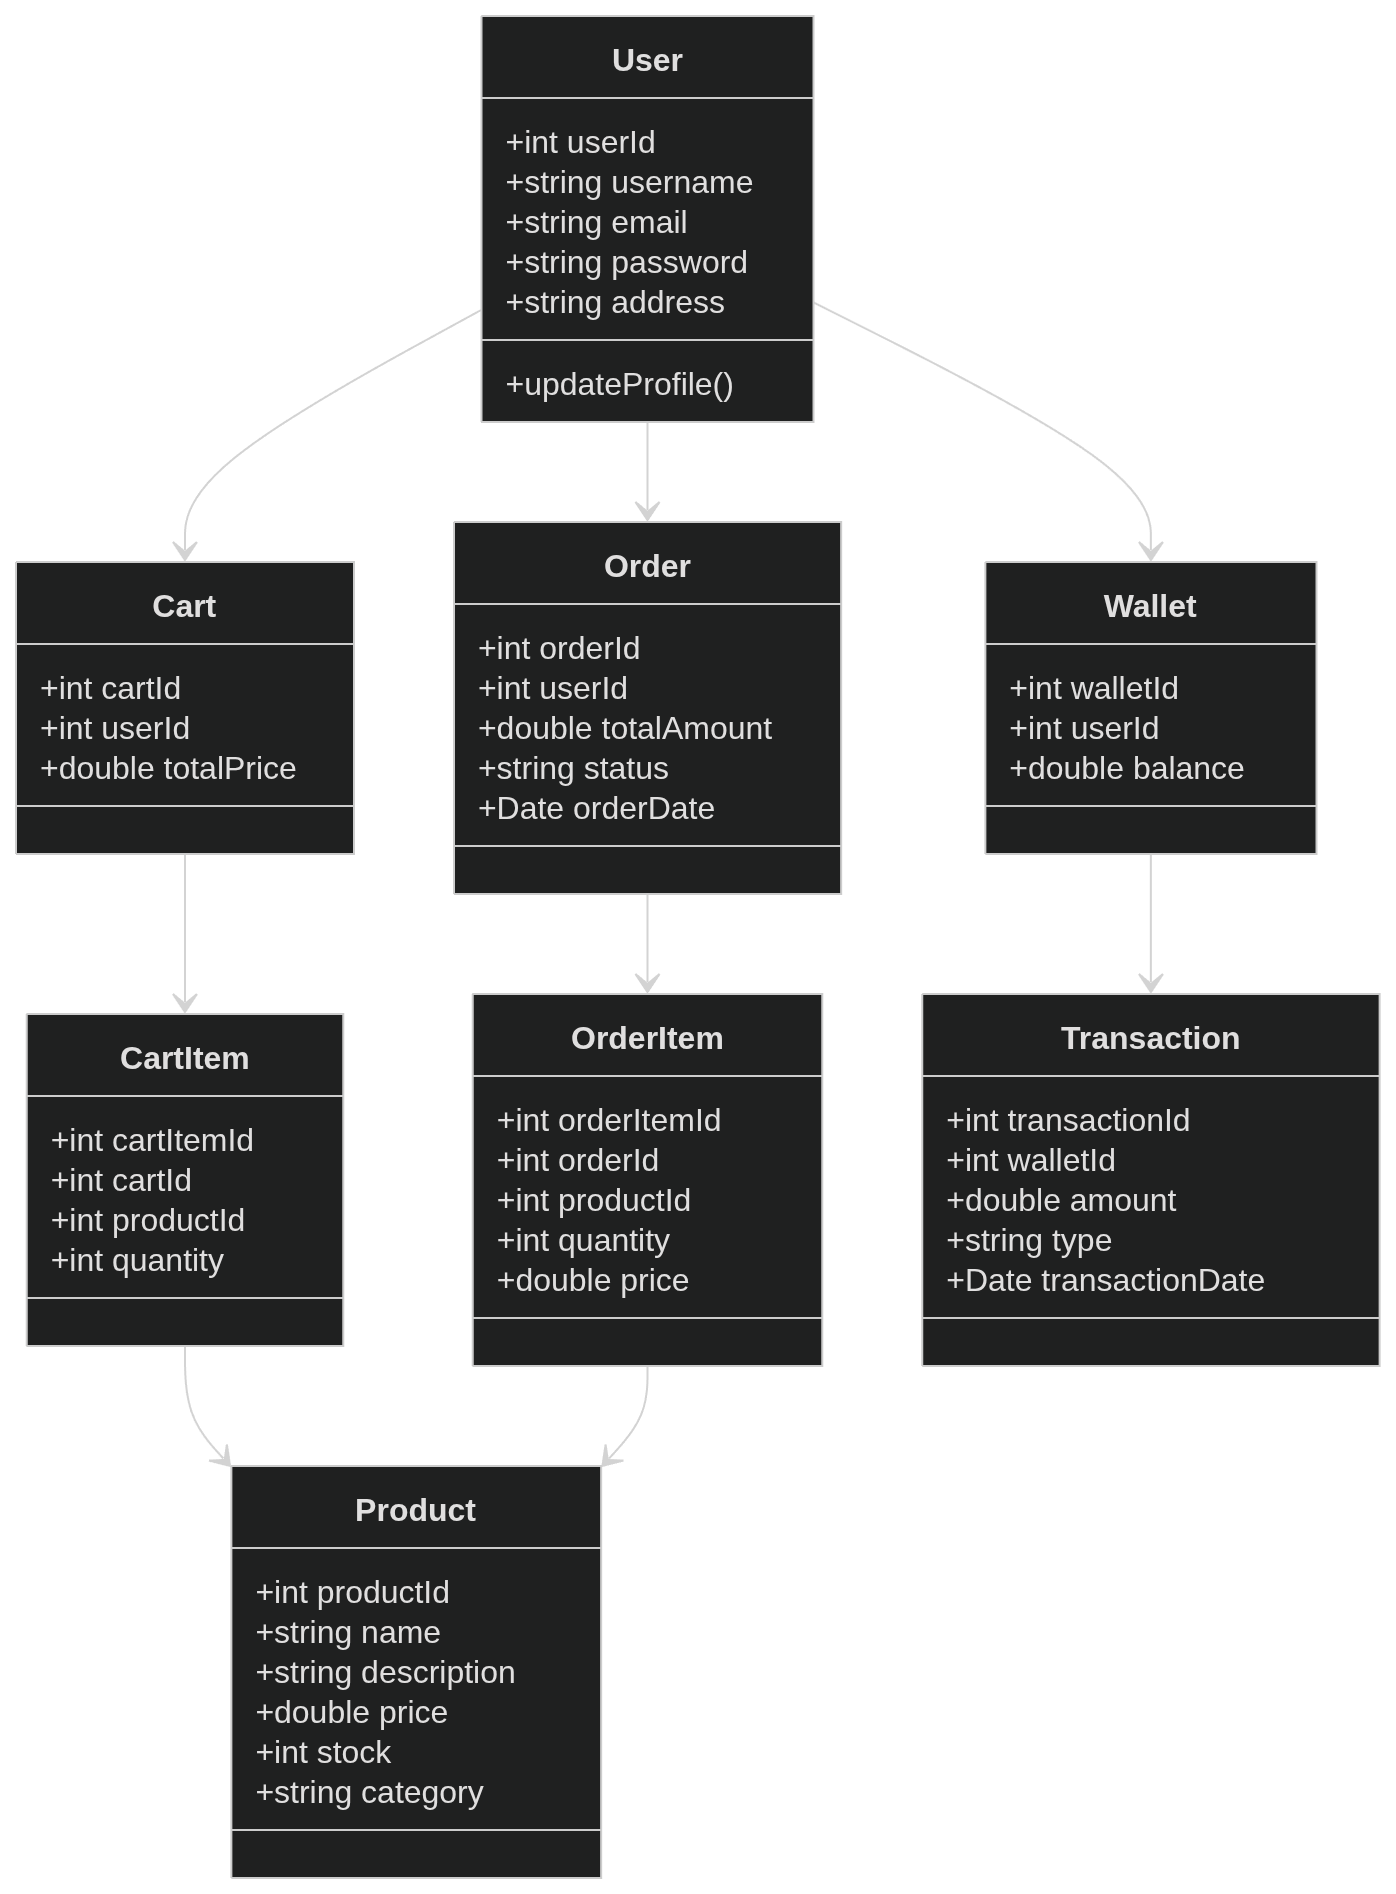 User
+int userId
+string username
+string email
+string password
+string address
+updateProfile()
Cart
+int cartId
+int userId
+double totalPrice
Order
+int orderId
+int userId
+double totalAmount
+string status
+Date orderDate
Wallet
+int walletId
+int userId
+double balance
CartItem
+int cartItemId
+int cartId
+int productId
+int quantity
OrderItem
+int orderItemId
+int orderId
+int productId
+int quantity
+double price
Transaction
+int transactionId
+int walletId
+double amount
+string type
+Date transactionDate
Product
+int productId
+string name
+string description
+double price
+int stock
+string category